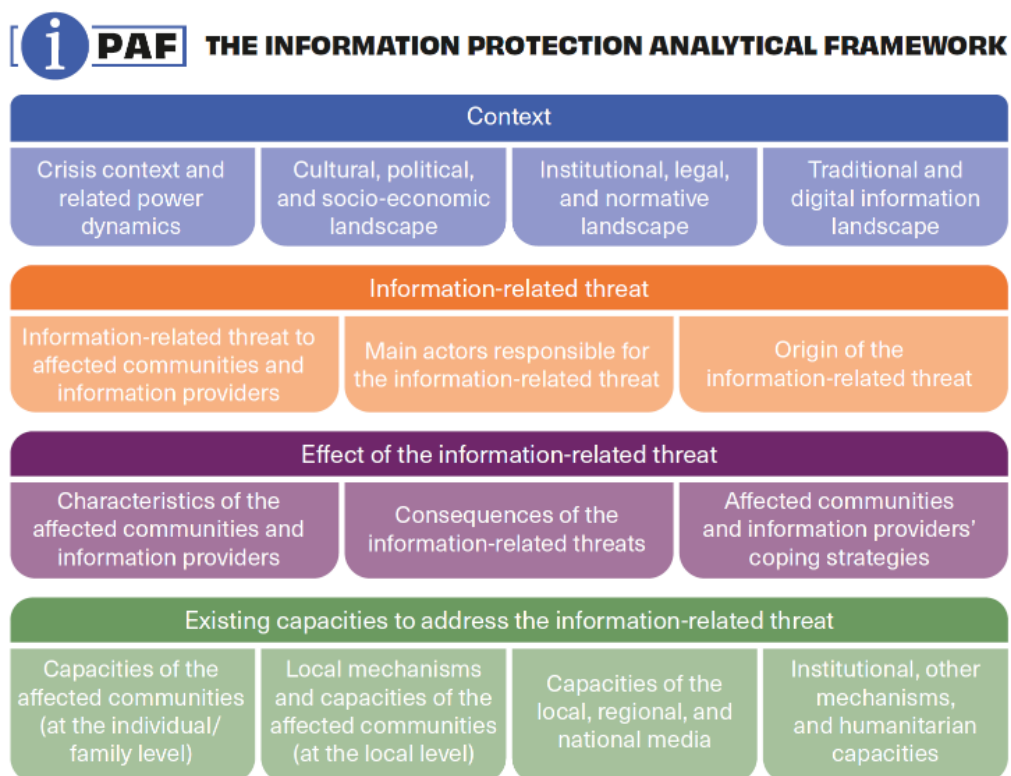 i PAF THE INFORMATION PROTECTION ANALYTICAL FRAMEWORK
Context
Crisis context and
related power
dynamics
Cultural, political,
and socio-economic
landscape
Institutional, legal,
and normative
landscape
Traditional and
digital information
landscape
Information-related threat
Information-related threat to
affected communities and
information providers
Main actors responsible for
the information-related threat
Origin of the
information-related threat
Effect of the information-related threat
Characteristics of the
affected communities and
information providers
Consequences of the
information-related threats
Affected communities
and information providers’
coping strategies
Existing capacities to address the information-related threat
Capacities of the
affected communities
(at the individual/
family level)
Local mechanisms
and capacities of the
affected communities
(at the local level)
Capacities of the
local, regional, and
national media
Institutional, other
mechanisms,
and humanitarian
capacities